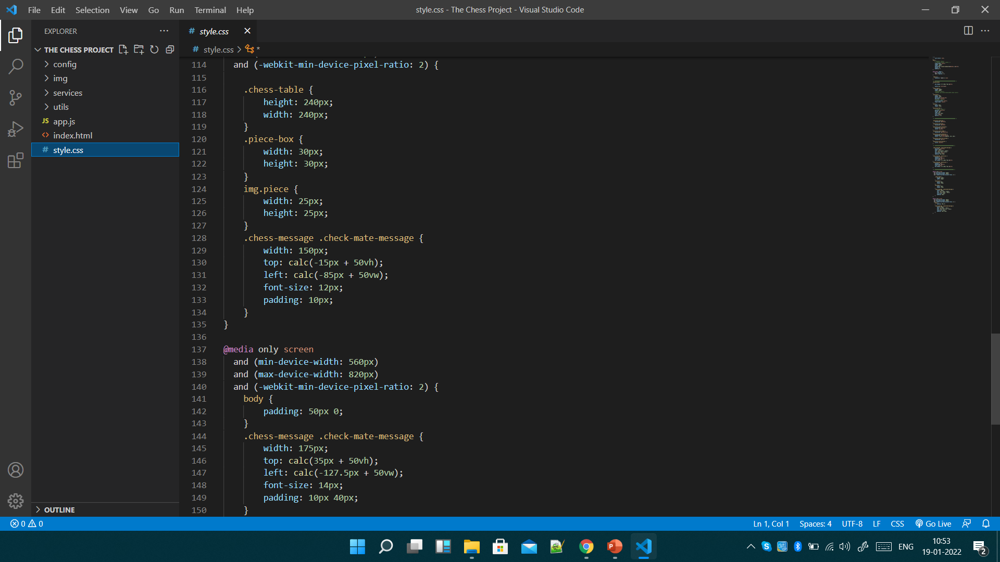 File Edit Selection View Go Run Terminal Help
style.css - The Chess Project - Visual Studio Code
EXPLORER
THE CHESS PROJECT
config
img
services
utils
JS app.js
<> index.html
# style.css
OUTLINE
# style.css
# style.css > *
114 and (-webkit-min-device-pixel-ratio: 2) {
115
116 .chess-table {
117 height: 240px;
118 width: 240px;
119 }
120 .piece-box {
121 width: 30px;
122 height: 30px;
123 }
124 img.piece {
125 width: 25px;
126 height: 25px;
127 }
128 .chess-message .check-mate-message {
129 width: 150px;
130 top: calc(-15px + 50vh);
131 left: calc(-85px + 50vw);
132 font-size: 12px;
133 padding: 10px;
134 }
135 }
136
137 @media only screen
138 and (min-device-width: 560px)
139 and (max-device-width: 820px)
140 and (-webkit-min-device-pixel-ratio: 2) {
141 body {
142 padding: 50px 0;
143 }
144 .chess-message .check-mate-message {
145 width: 175px;
146 top: calc(35px + 50vh);
147 left: calc(-127.5px + 50vw);
148 font-size: 14px;
149 padding: 10px 40px;
150 }
0 0
Ln 1, Col 1 Spaces: 4 UTF-8 LF CSS Go Live
ENG
10:53
19-01-2022
2